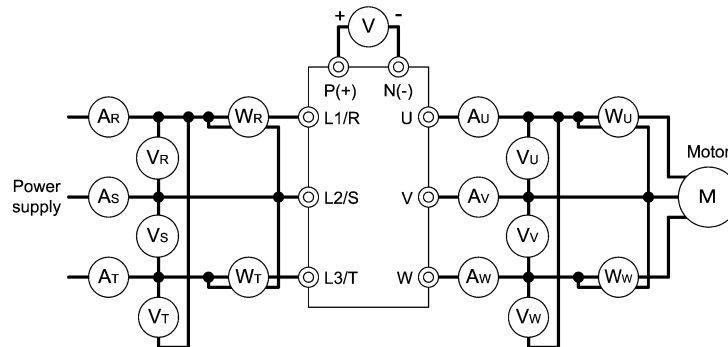 + V -
P(+) N(-)
AR WR L1/R U AU WU
VR VU
Motor
Power
supply
AS L2/S V AV M
VS VV
AT WT L3/T W AW WW
VT VW